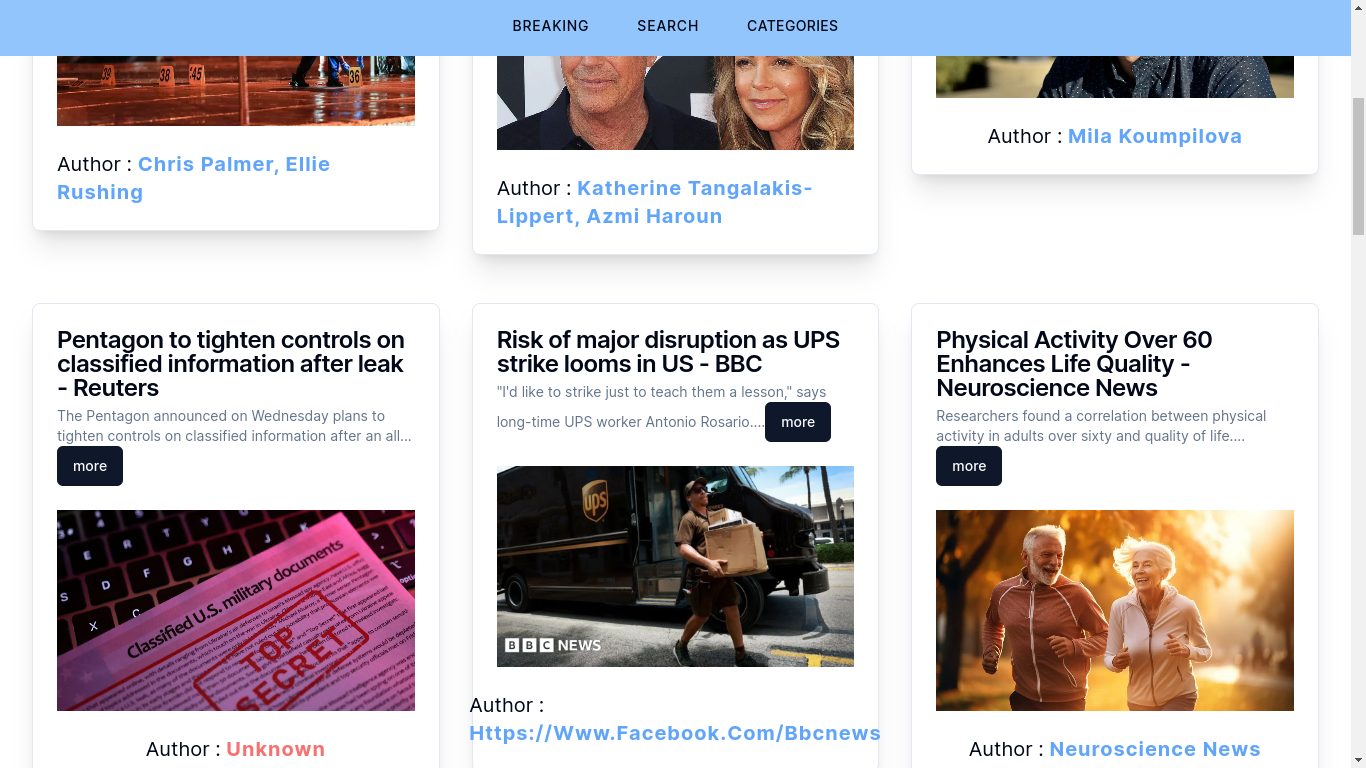 BREAKING SEARCH CATEGORIES
39 38 45 36
Author : Chris Palmer, Ellie
Rushing
Author : Katherine Tangalakis-
Lippert, Azmi Haroun
Author : Mila Koumpilova
Pentagon to tighten controls on
classified information after leak
- Reuters
The Pentagon announced on Wednesday plans to
tighten controls on classified information after an all...
more
Classified U.S. military documents
TOP
SECRET
Author : Unknown
Risk of major disruption as UPS
strike looms in US - BBC
"I'd like to strike just to teach them a lesson," says
long-time UPS worker Antonio Rosario.... more
ups
BBC NEWS
Author :
Https://Www.Facebook.Com/Bbcnews
Physical Activity Over 60
Enhances Life Quality -
Neuroscience News
Researchers found a correlation between physical
activity in adults over sixty and quality of life....
more
Author : Neuroscience News